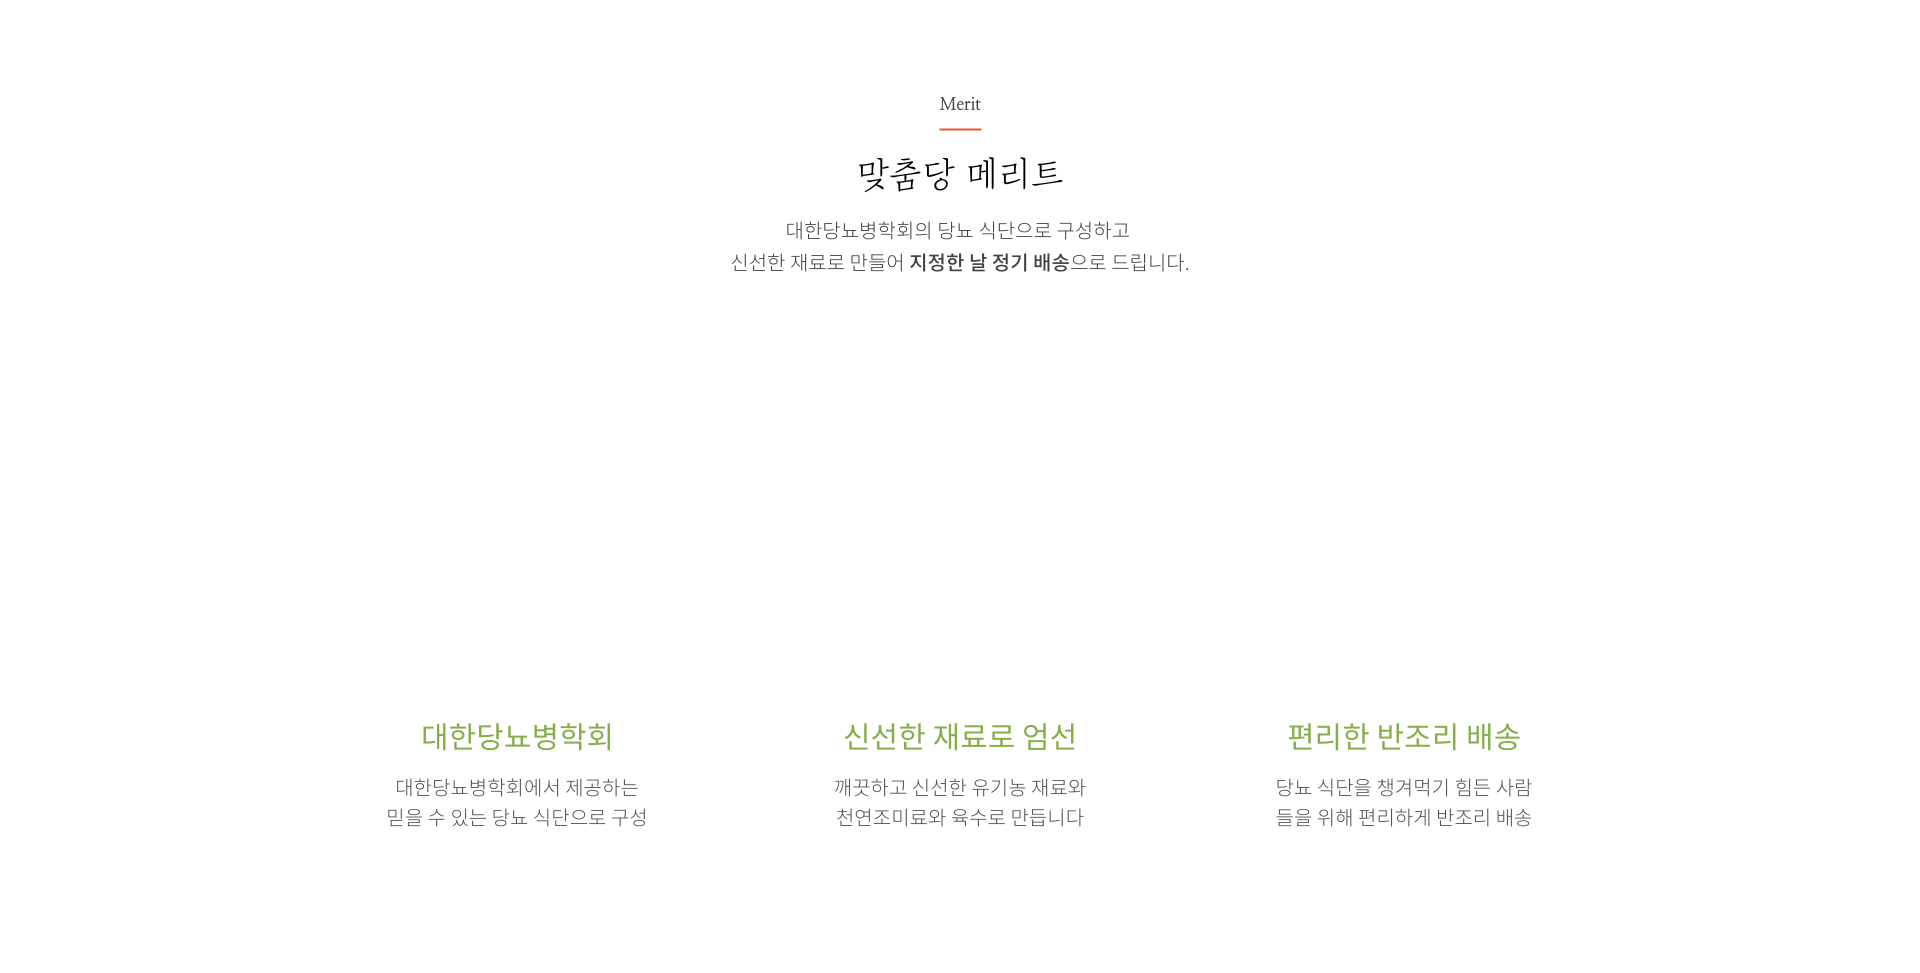 Merit
맞춤당 메리트
대한당뇨병학회의 당뇨 식단으로 구성하고
신선한 재료로 만들어 지정한 날 정기 배송으로 드립니다.
대한당뇨병학회
대한당뇨병학회에서 제공하는
믿을 수 있는 당뇨 식단으로 구성
신선한 재료로 엄선
깨끗하고 신선한 유기농 재료와
천연조미료와 육수로 만듭니다
편리한 반조리 배송
당뇨 식단을 챙겨먹기 힘든 사람
들을 위해 편리하게 반조리 배송